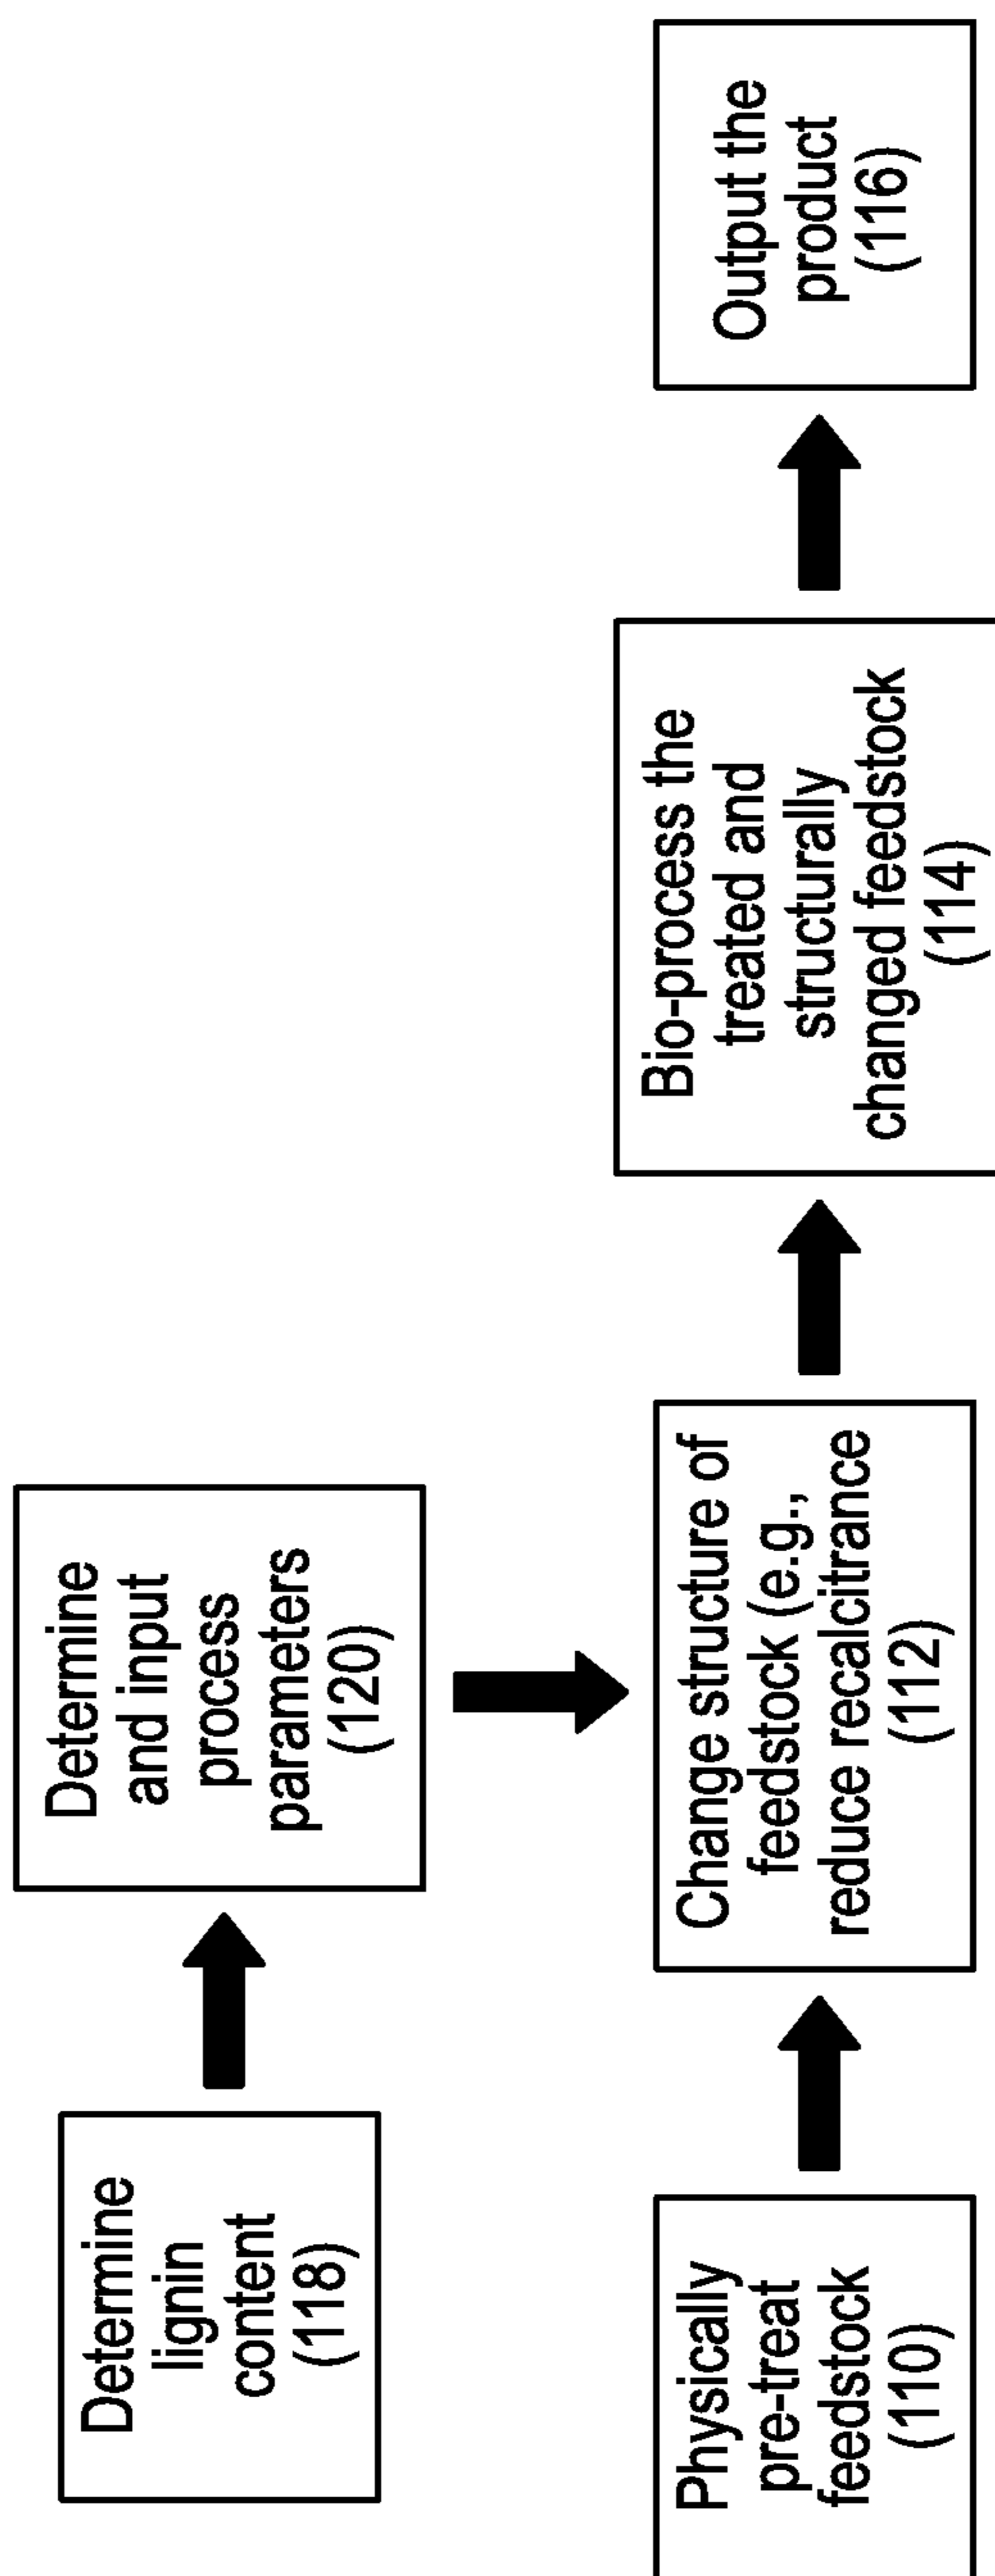 Determine
lignin
content
(118)
Determine
and input
process
parameters
(120)
Physically
pre-treat
feedstock
(110)
Change structure of
feedstock (e.g.,
reduce recalcitrance
(112)
Bio-process the
treated and
structurally
changed feedstock
(114)
Output the
product
(116)